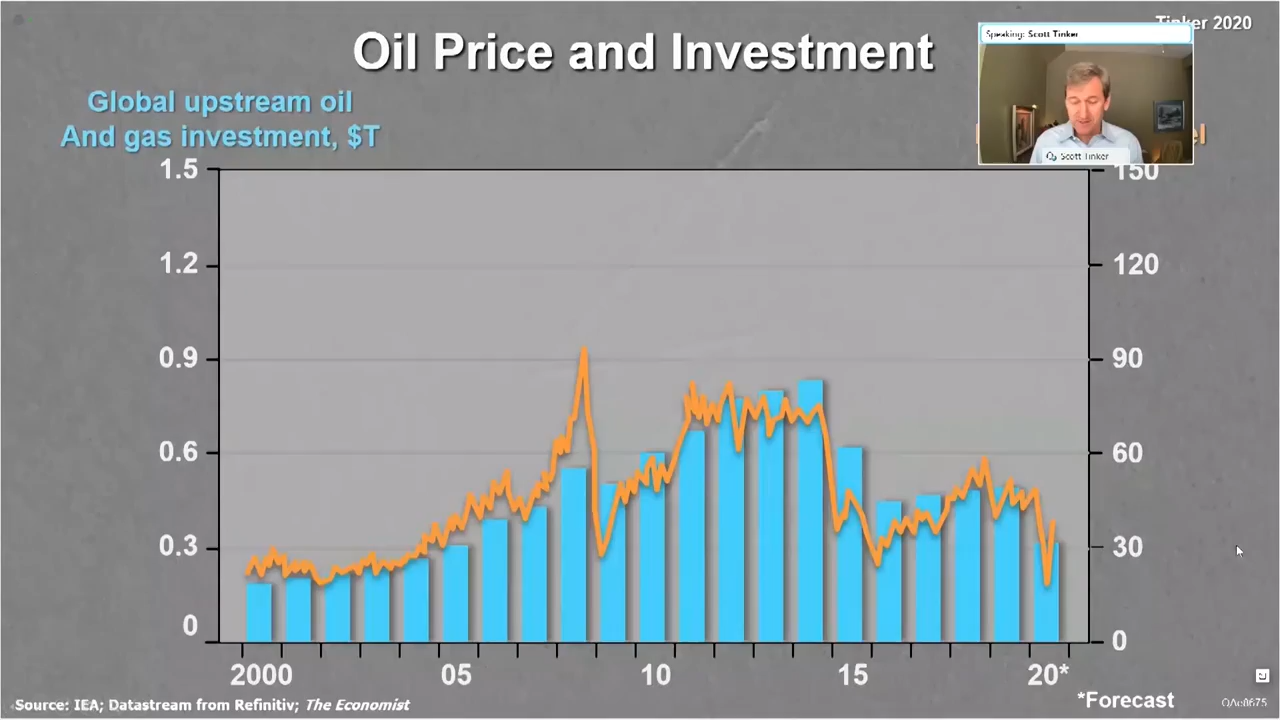 Tinker 2020
Oil Price and Investment
Speaking: Scott Tinker
Scott Tinker
Global upstream oil
And gas investment, $T
1.5
1.2
0.9
0.6
0.3
0
150
120
90
60
30
0
2000 05 10 15 20*
*Forecast
Source: IEA; Datastream from Refinitiv; The Economist
QAe8675